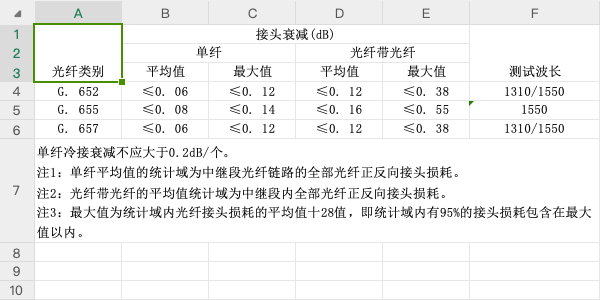 A B C D E F
1 接头衰减(dB)
2 单纤 光纤带光纤
3 光纤类别 平均值 最大值 平均值 最大值 测试波长
4 G. 652 ≤0. 06 ≤0. 12 ≤0. 12 ≤0. 38 1310/1550
5 G. 655 ≤0. 08 ≤0. 14 ≤0. 16 ≤0. 55 1550
6 G. 657 ≤0. 06 ≤0. 12 ≤0. 12 ≤0. 38 1310/1550
单纤冷接衰减不应大于0.2dB/个。
注1：单纤平均值的统计域为中继段光纤链路的全部光纤正反向接头损耗。
7 注2：光纤带光纤的平均值统计域为中继段内全部光纤正反向接头损耗。
注3：最大值为统计域内光纤接头损耗的平均值十28值，即统计域内有95%的接头损耗包含在最大
值以内。
8
9
10